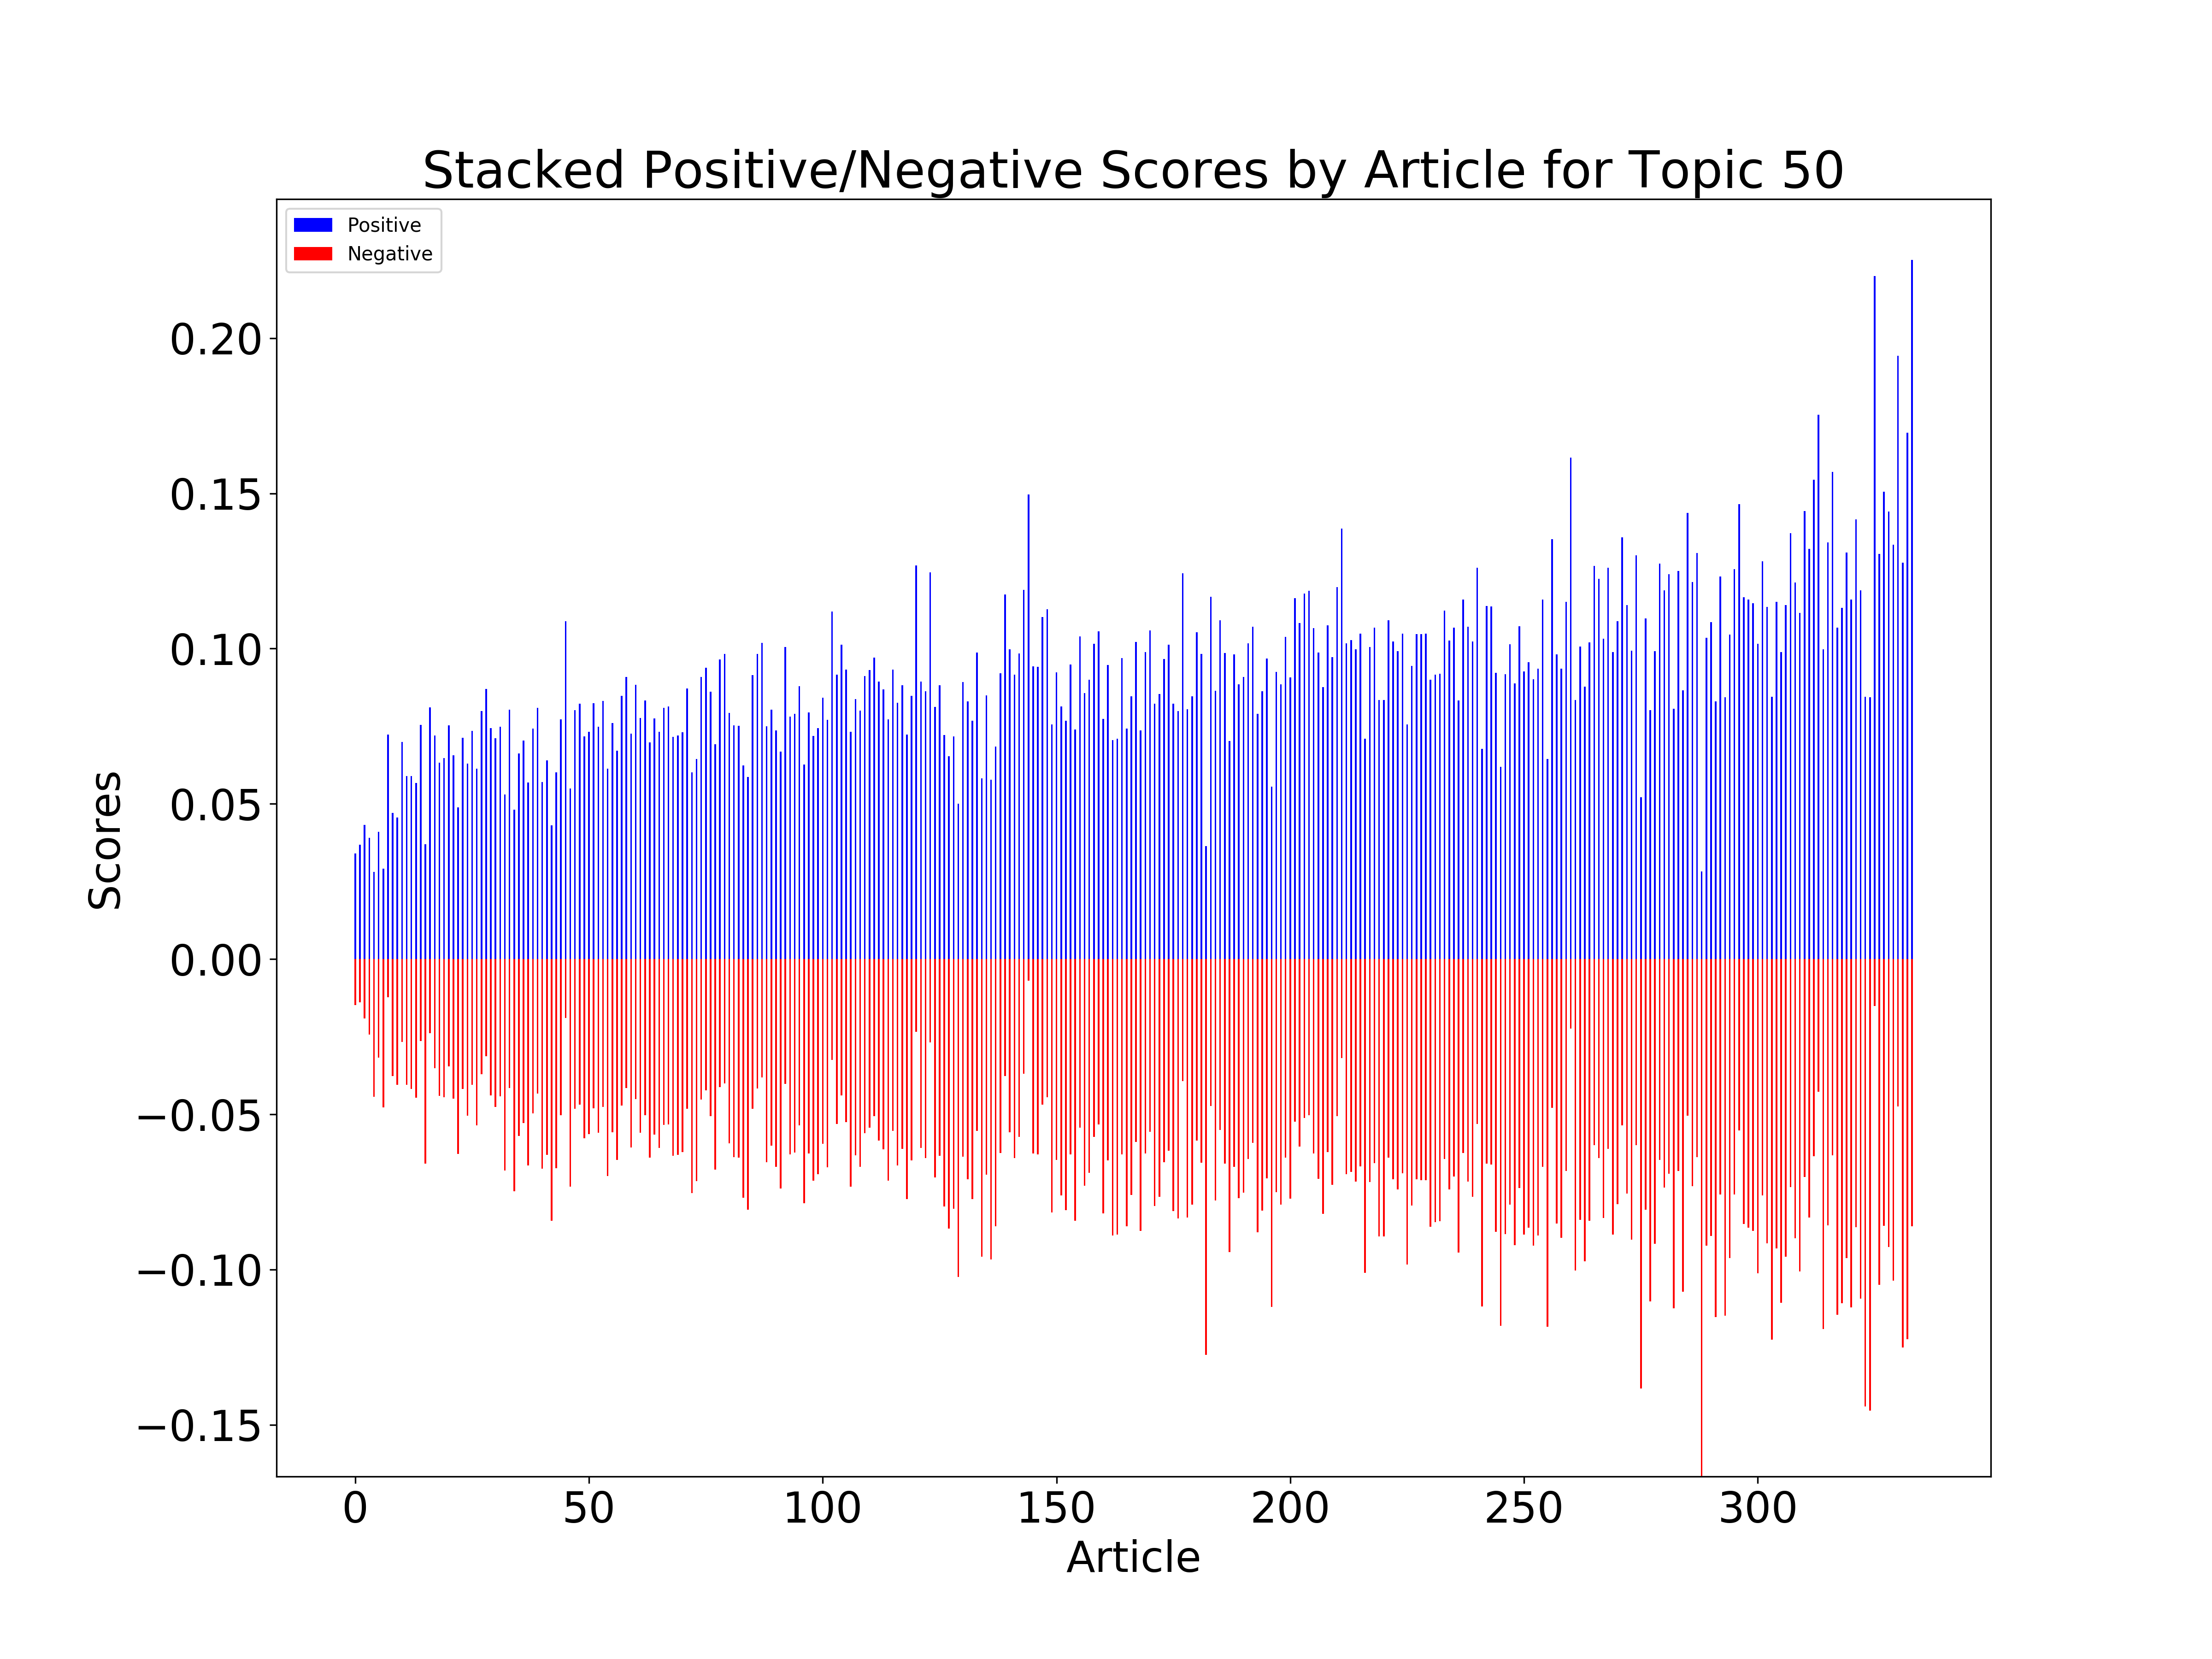 Stacked Positive/Negative Scores by Article for Topic 50
Positive
Negative
0.20
0.15
0.10
0.05
0.00
−0.05
−0.10
−0.15
Scores
0 50 100 150 200 250 300
Article